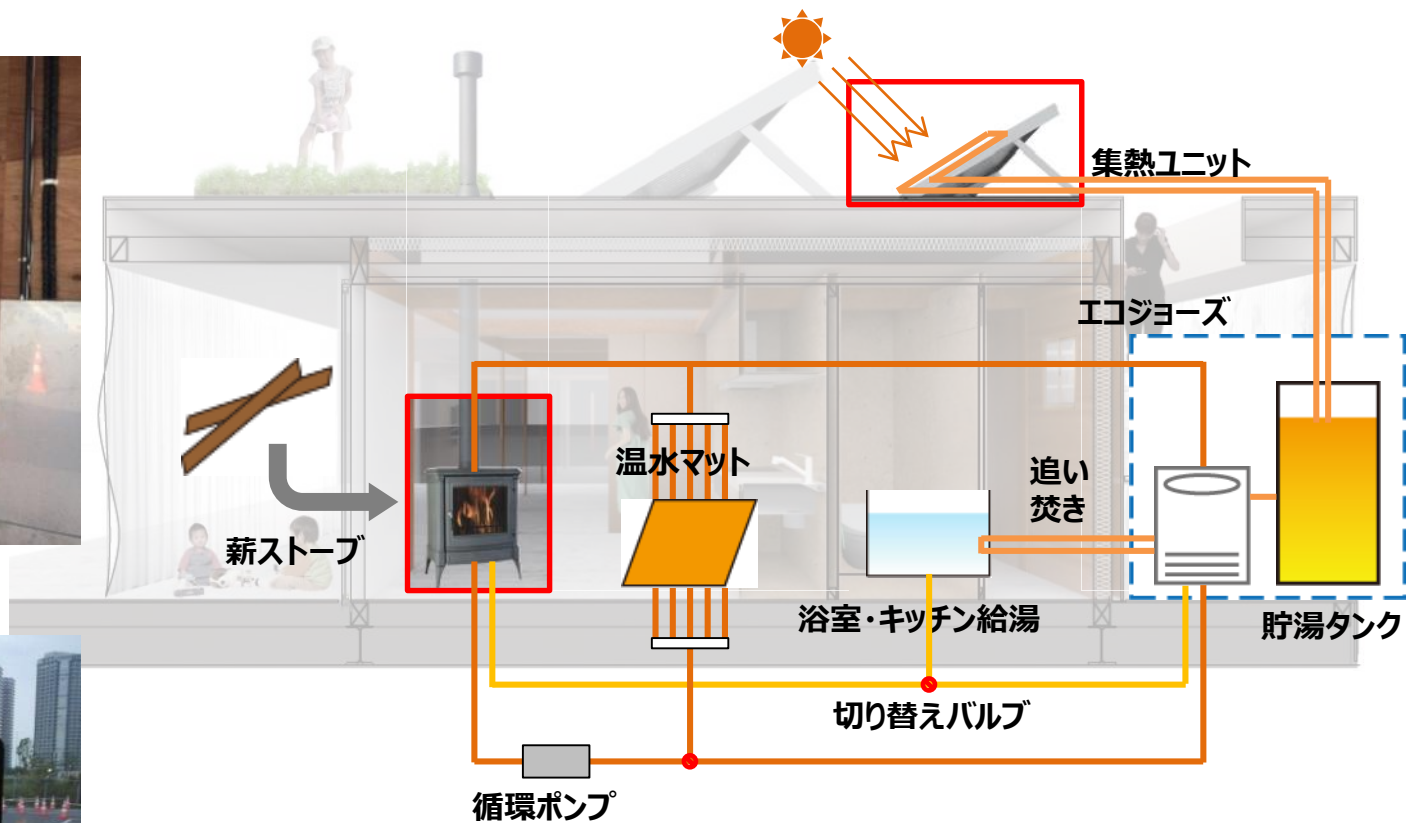 集熱ユニット
エコジョーズ
温水マット
追い
焚き
薪ストーブ
浴室・キッチン給湯
貯湯タンク
切り替えバルブ
循環ポンプ